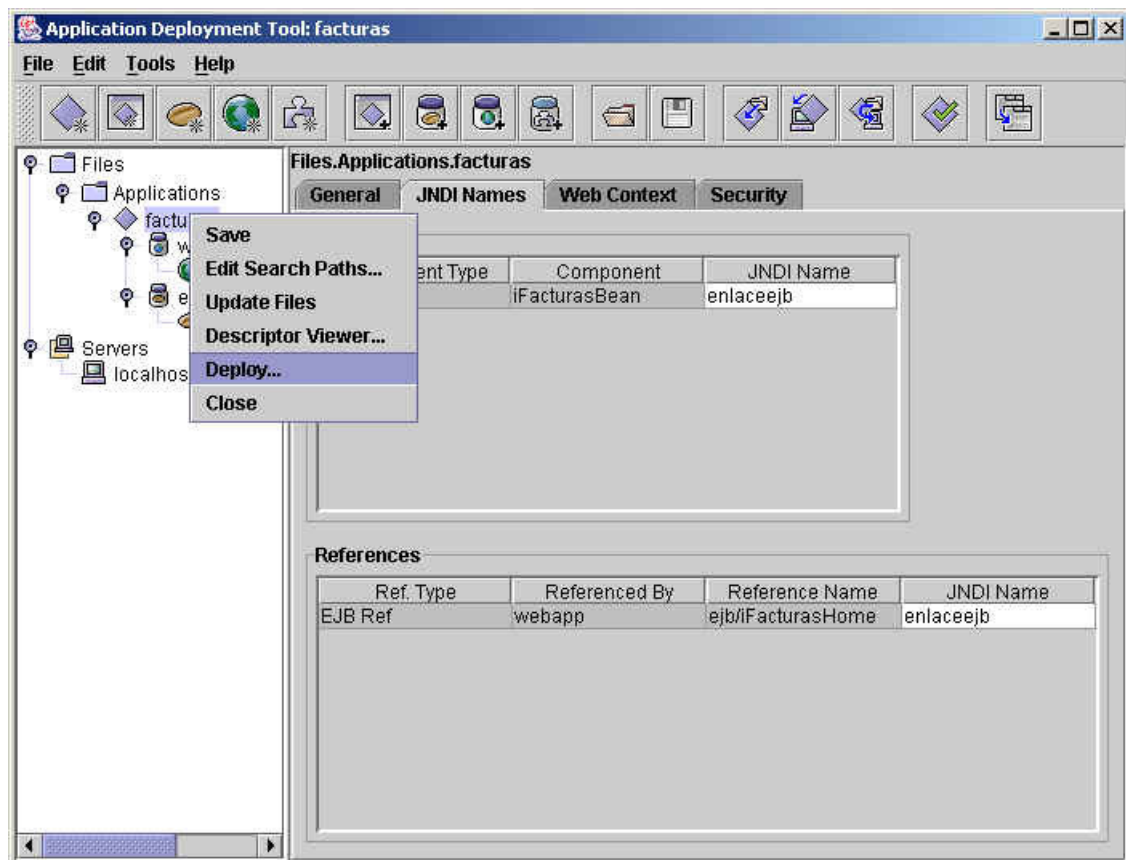 Application Deployment Tool: facturas
File Edit Tools Help
Files
Applications
factu
w
e
Servers
localhos
Save
Edit Search Paths...
Update Files
Descriptor Viewer...
Deploy...
Close
Files.Applications.facturas
General JNDI Names Web Context Security
ent Type Component JNDI Name
iFacturasBean enlaceejb
References
Ref. Type Referenced By Reference Name JNDI Name
EJB Ref webapp ejb/iFacturasHome enlaceejb